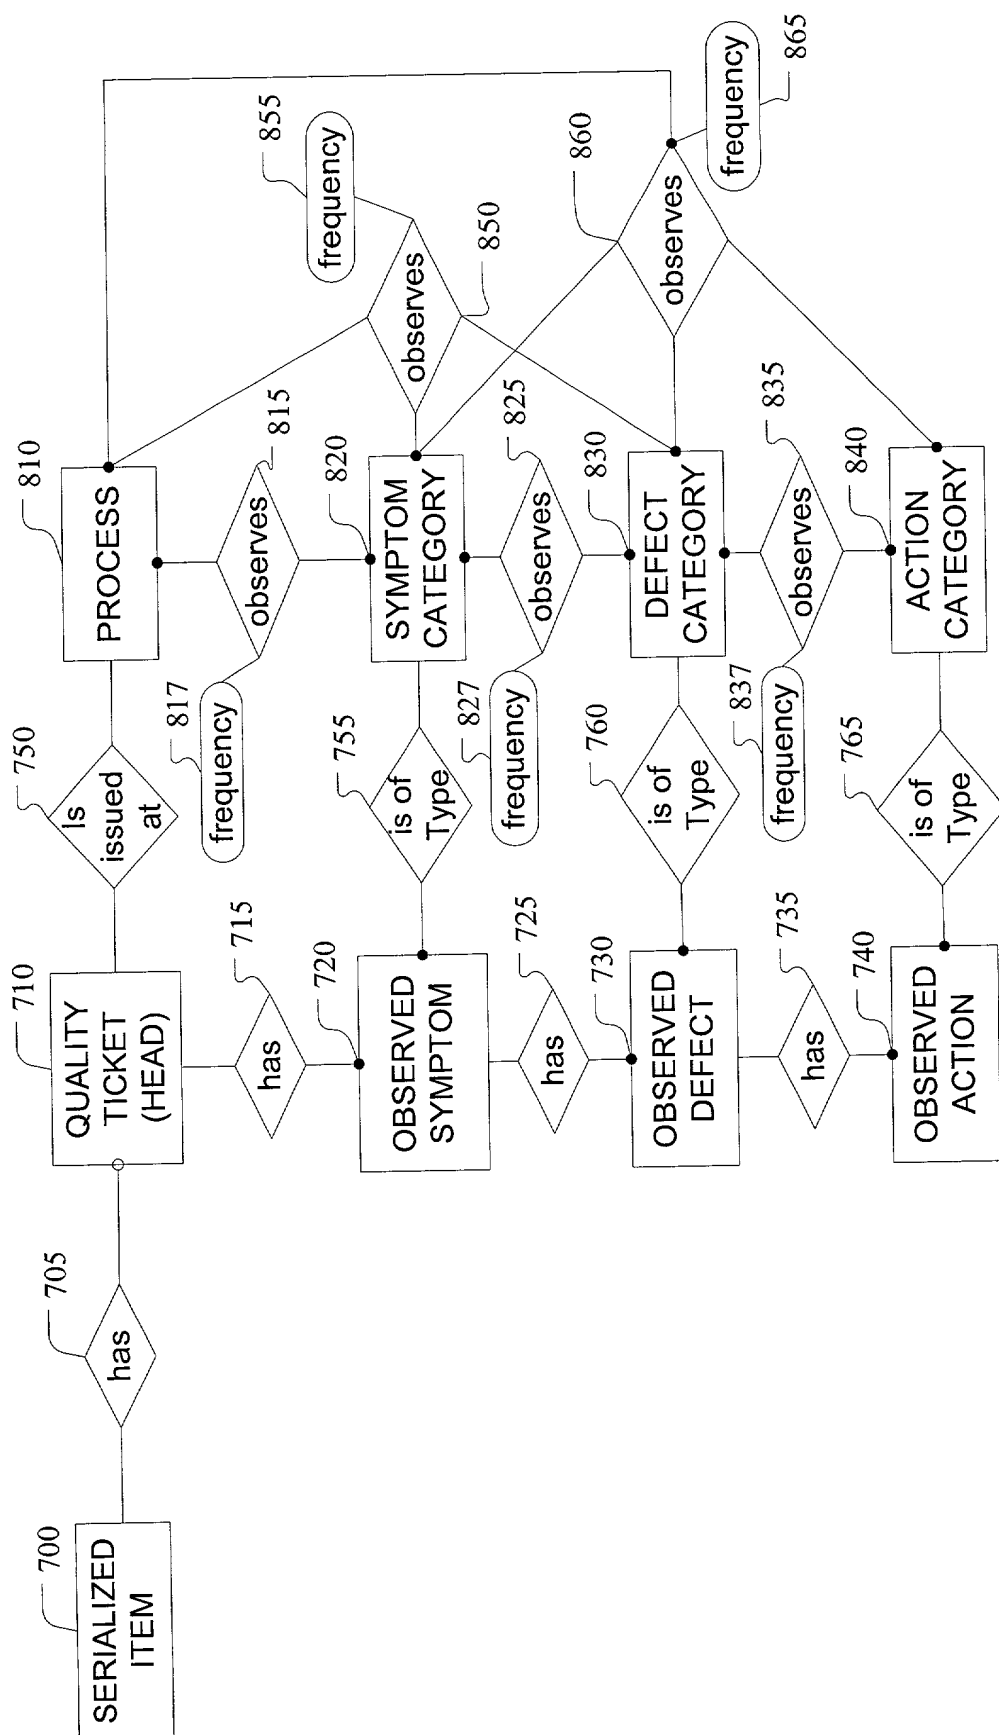 700
SERIALIZED
ITEM
705
has
710
QUALITY
TICKET
(HEAD)
750
Is
issued
at
810
PROCESS
715
has
817
frequency
815
observes
855
frequency
720
OBSERVED
SYMPTOM
755
is of
Type
820
SYMPTOM
CATEGORY
850
observes
725
has
827
frequency
825
observes
860
observes
865
frequency
730
OBSERVED
DEFECT
760
is of
Type
830
DEFECT
CATEGORY
735
has
837
frequency
835
observes
740
OBSERVED
ACTION
765
is of
Type
840
ACTION
CATEGORY